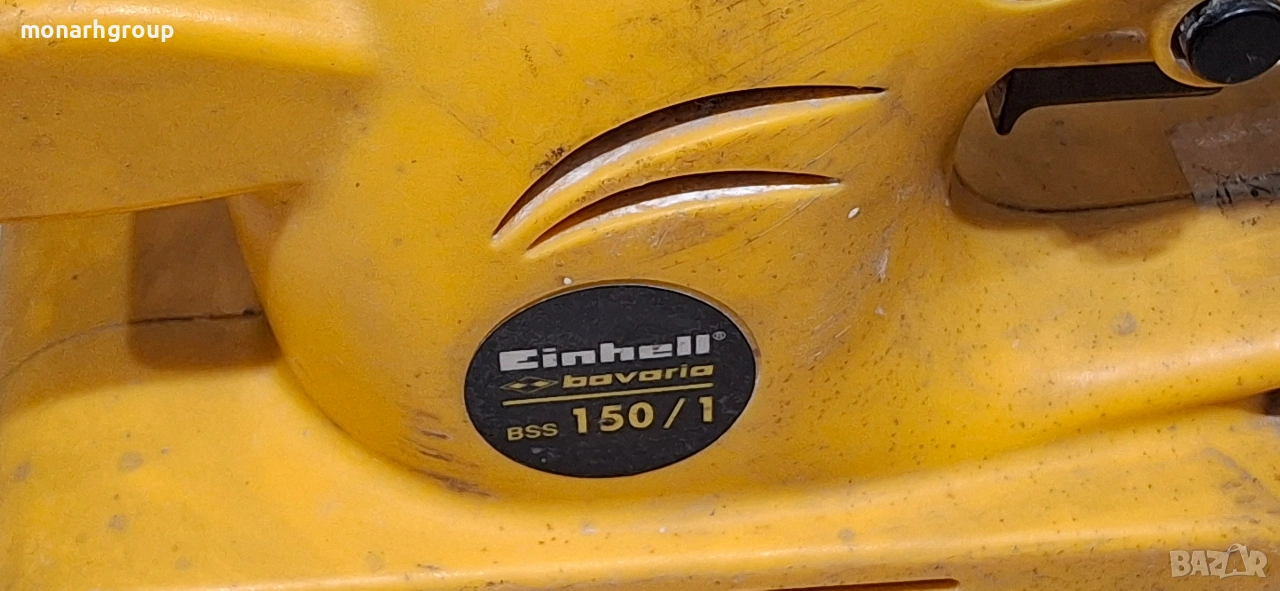 monarhgroup
Einhell®
bavaria
BSS 150/1
BAZAR